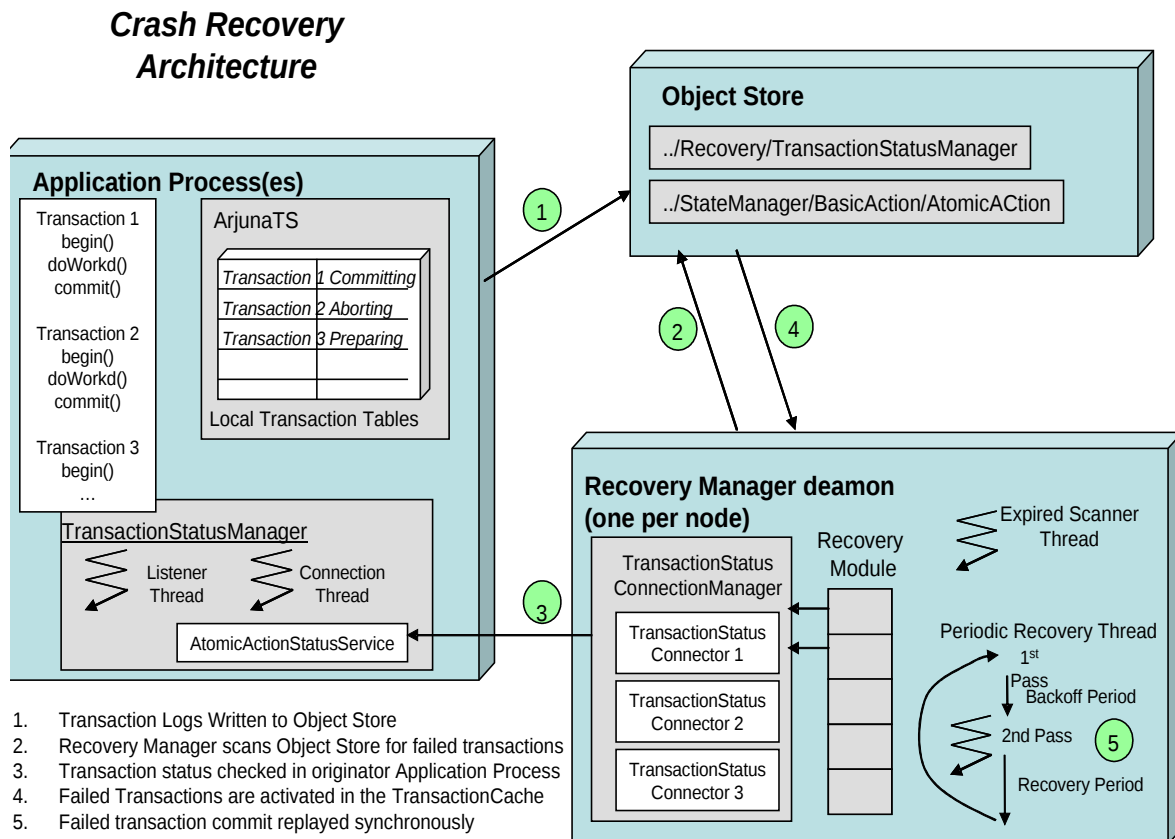 Crash Recovery
Architecture
Object Store
../Recovery/TransactionStatusManager
../StateManager/BasicAction/AtomicACtion
Application Process(es)
Transaction 1
begin()
doWorkd()
commit()
Transaction 2
begin()
doWorkd()
commit()
Transaction 3
begin()
…
ArjunaTS
Transaction 1 Committing
Transaction 2 Aborting
Transaction 3 Preparing
Local Transaction Tables
1
2
4
TransactionStatusManager
Listener
Thread
Connection
Thread
AtomicActionStatusService
3
Recovery Manager deamon
(one per node)
TransactionStatus
ConnectionManager
TransactionStatus
Connector 1
TransactionStatus
Connector 2
TransactionStatus
Connector 3
Recovery
Module
Expired Scanner
Thread
Periodic Recovery Thread
1st
Pass
Backoff Period
2nd Pass
5
Recovery Period
1. Transaction Logs Written to Object Store
2. Recovery Manager scans Object Store for failed transactions
3. Transaction status checked in originator Application Process
4. Failed Transactions are activated in the TransactionCache
5. Failed transaction commit replayed synchronously